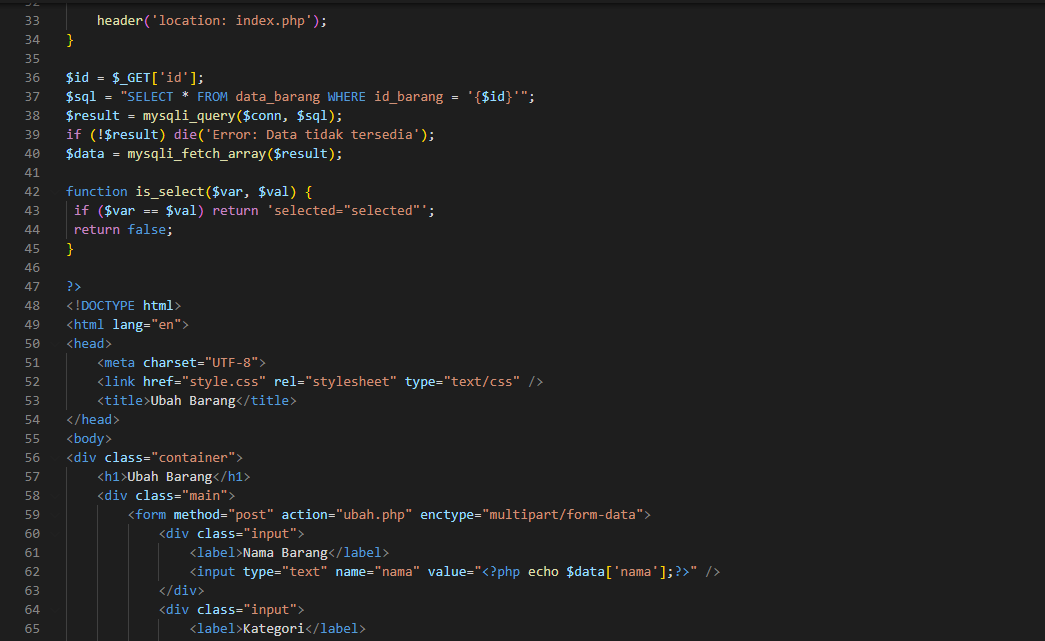 33 header('location: index.php');
34 }
35
36 $id = $_GET['id'];
37 $sql = "SELECT * FROM data_barang WHERE id_barang = '{$id}'";
38 $result = mysqli_query($conn, $sql);
39 if (!$result) die('Error: Data tidak tersedia');
40 $data = mysqli_fetch_array($result);
41
42 function is_select($var, $val) {
43 if ($var == $val) return 'selected="selected"';
44 return false;
45 }
46
47 ?>
48 <!DOCTYPE html>
49 <html lang="en">
50 <head>
51 <meta charset="UTF-8">
52 <link href="style.css" rel="stylesheet" type="text/css" />
53 <title>Ubah Barang</title>
54 </head>
55 <body>
56 <div class="container">
57 <h1>Ubah Barang</h1>
58 <div class="main">
59 <form method="post" action="ubah.php" enctype="multipart/form-data">
60 <div class="input">
61 <label>Nama Barang</label>
62 <input type="text" name="nama" value="<?php echo $data['nama'];?>" />
63 </div>
64 <div class="input">
65 <label>Kategori</label>